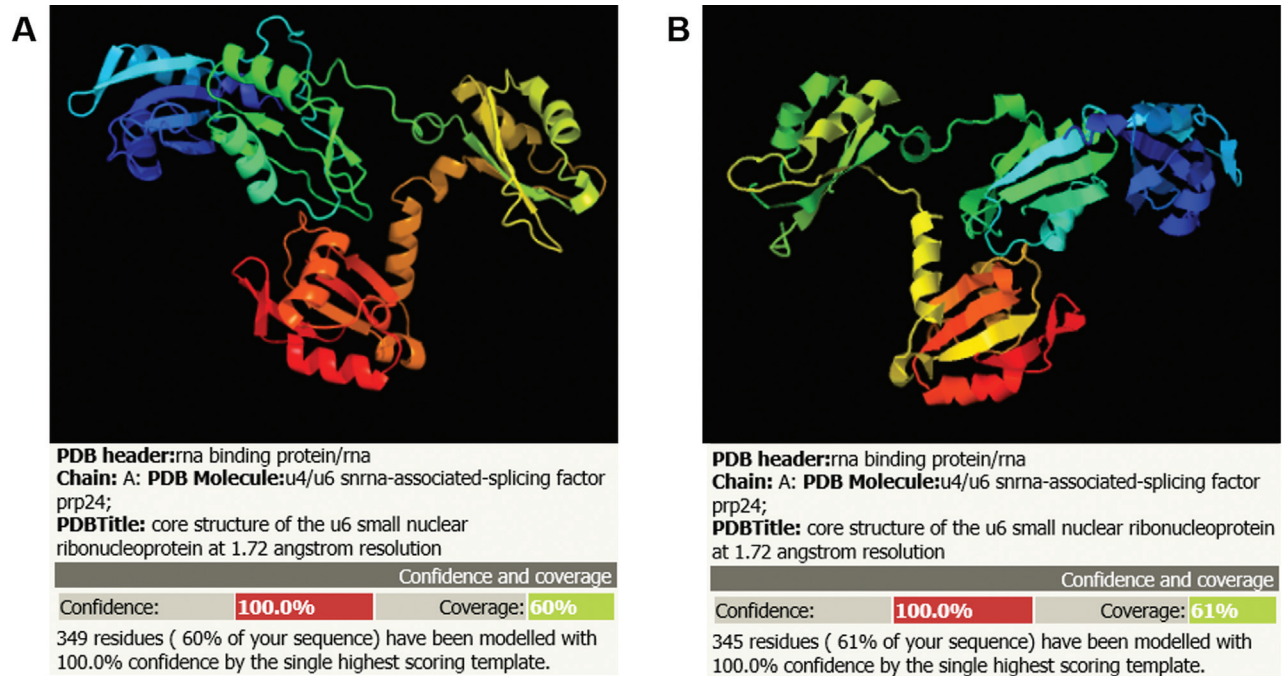 A
B
PDB header:rna binding protein/rna
Chain: A: PDB Molecule:u4/u6 snrna-associated-splicing factor
prp24;
PDBTitle: core structure of the u6 small nuclear
ribonucleoprotein at 1.72 angstrom resolution
Confidence and coverage
Confidence: 100.0% Coverage: 60%
349 residues ( 60% of your sequence) have been modelled with
100.0% confidence by the single highest scoring template.
PDB header:rna binding protein/rna
Chain: A: PDB Molecule:u4/u6 snrna-associated-splicing factor
prp24;
PDBTitle: core structure of the u6 small nuclear ribonucleoprotein
at 1.72 angstrom resolution
Confidence and coverage
Confidence: 100.0% Coverage: 61%
345 residues ( 61% of your sequence) have been modelled with
100.0% confidence by the single highest scoring template.